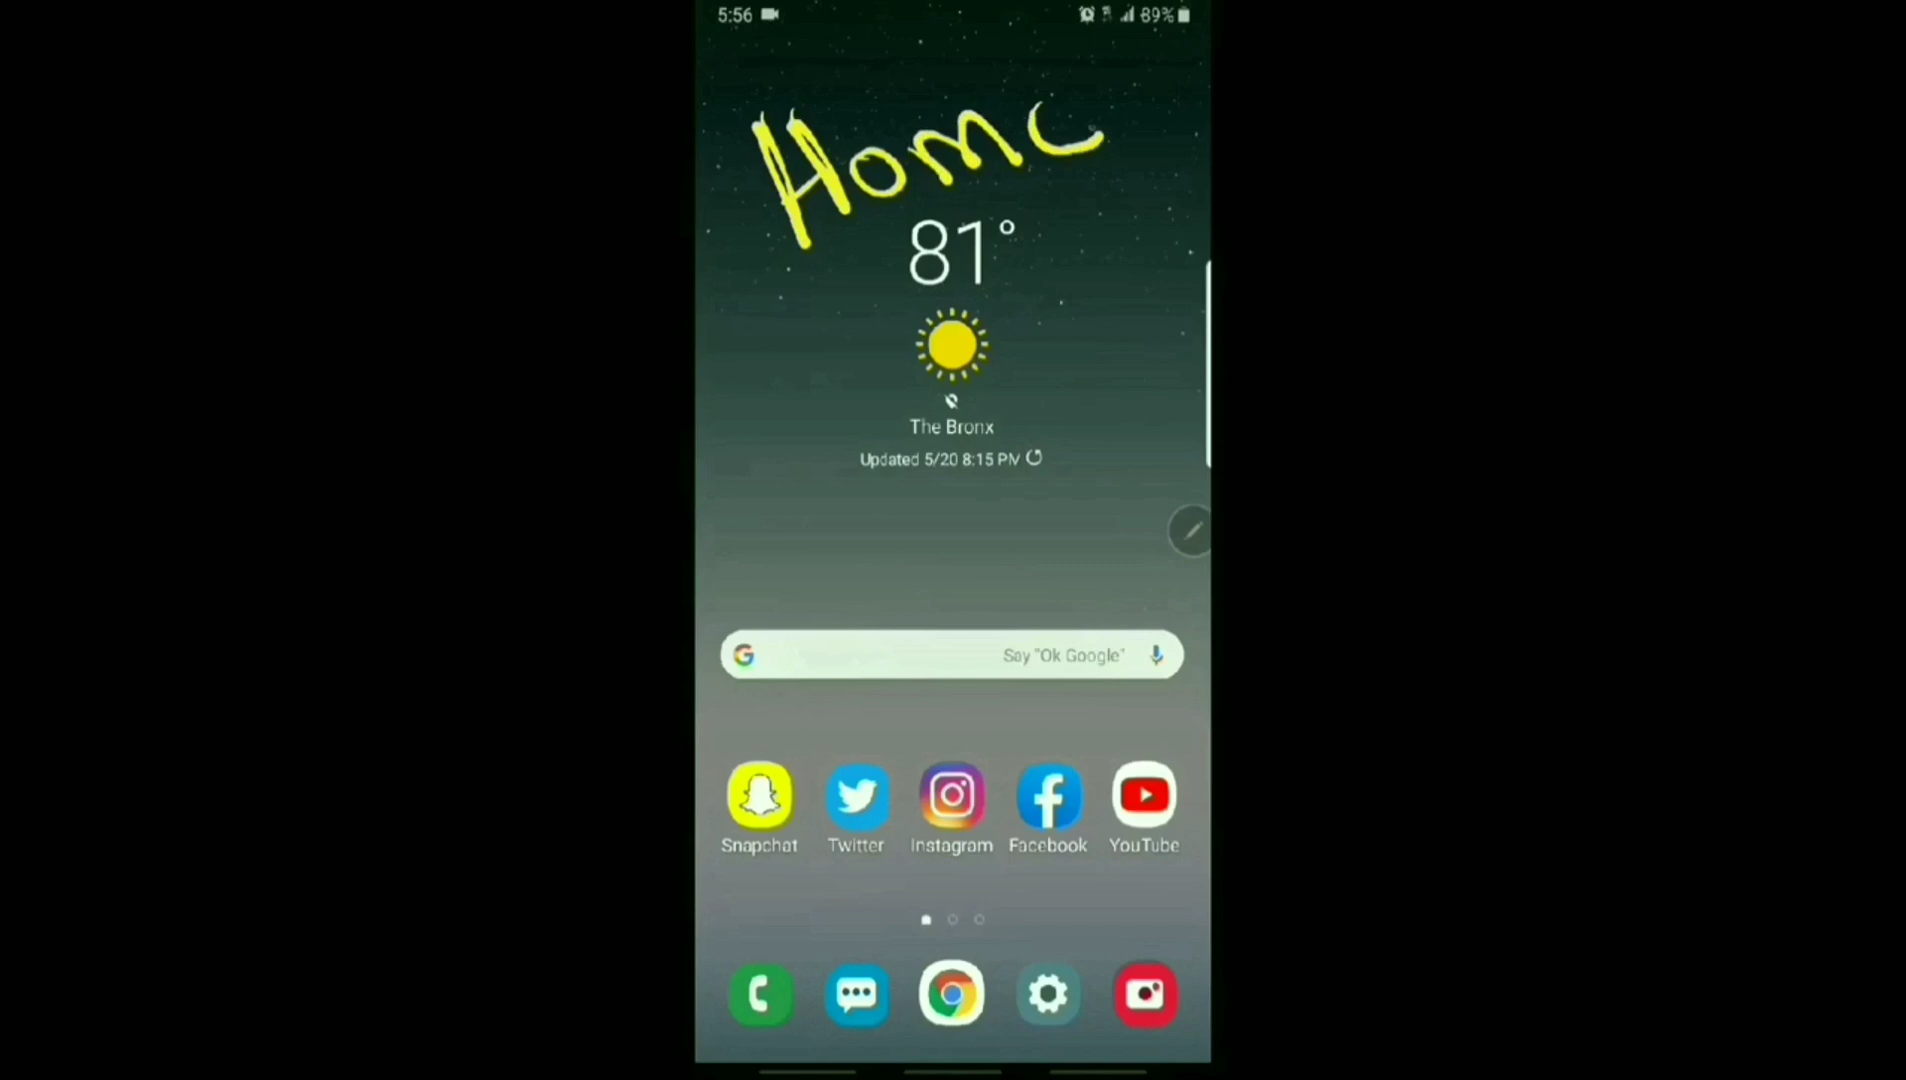 5:56 89%
Home
81°
The Bronx
Updated 5/20 8:15 PM
Say "Ok Google"
Snapchat Twitter Instagram Facebook YouTube